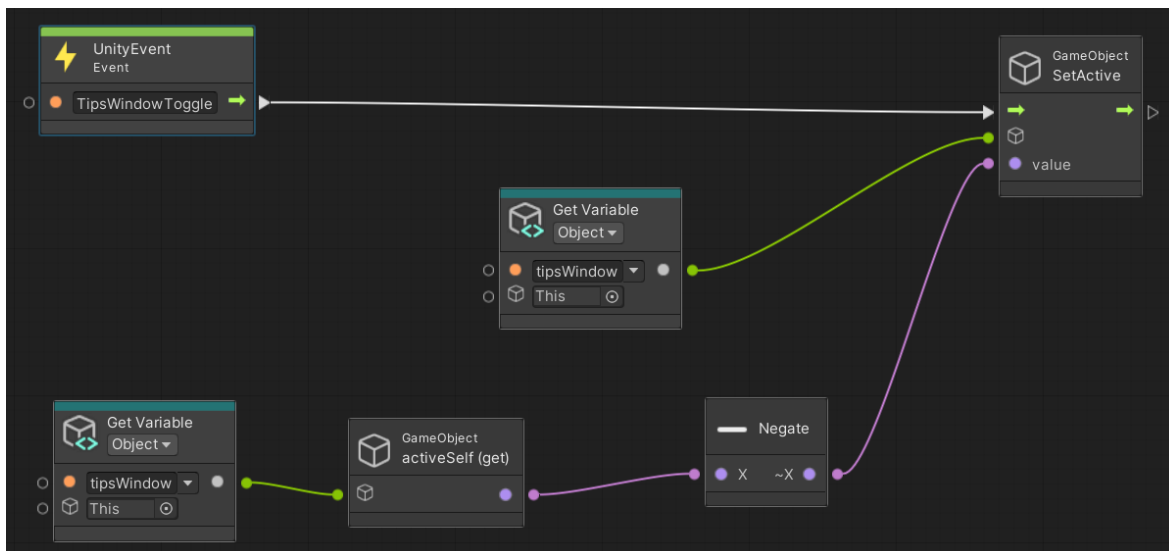 UnityEvent
Event
TipsWindowToggle
GameObject
SetActive
value
Get Variable
Object
tipsWindow
This
Get Variable
Object
tipsWindow
This
GameObject
activeSelf (get)
Negate
X ~X